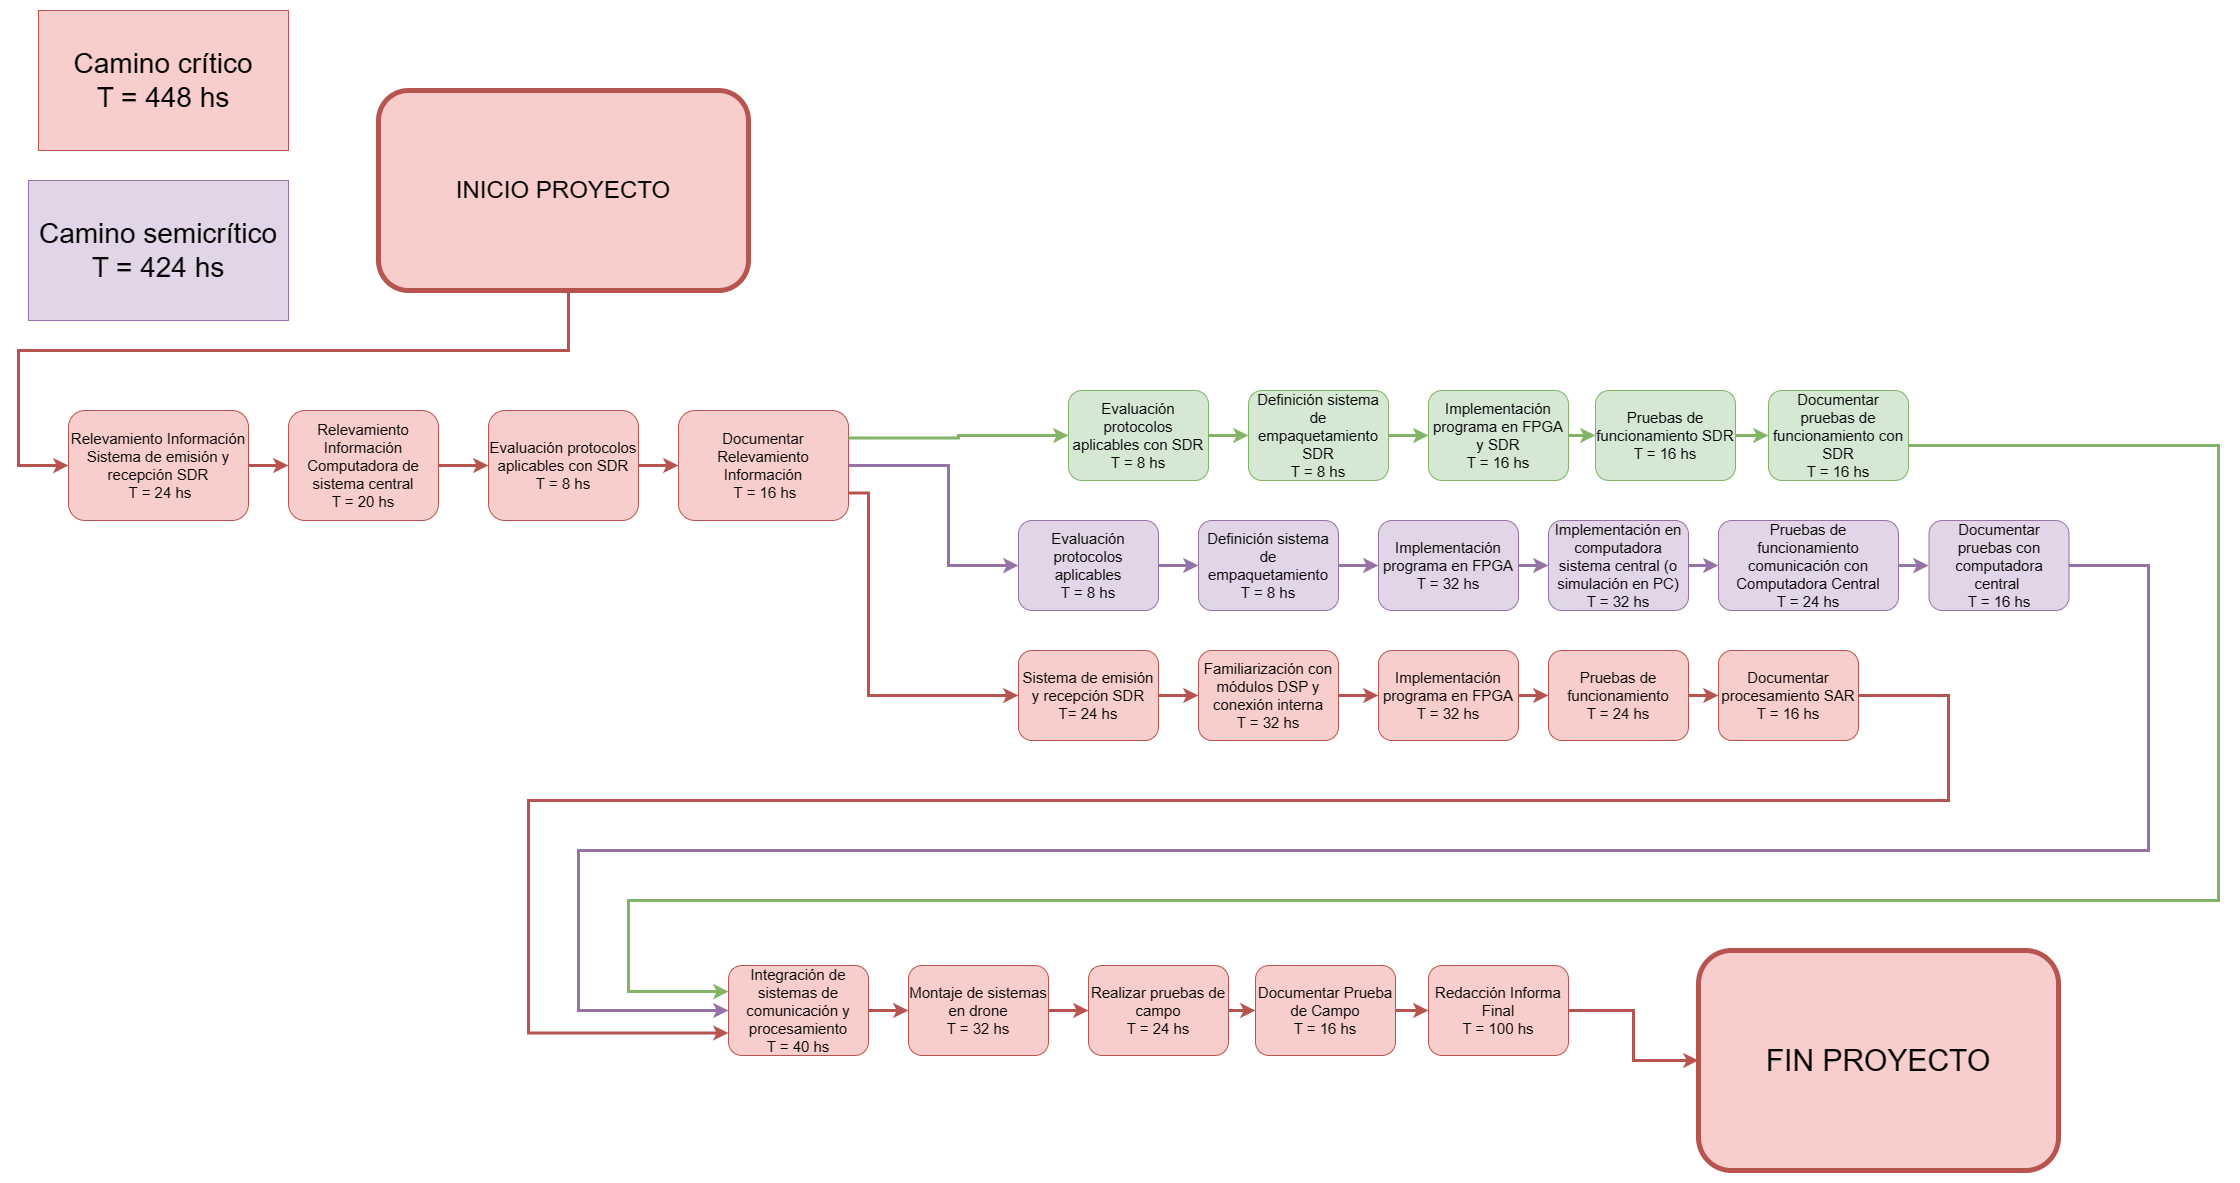 Camino crítico
T = 448 hs
Camino semicrítico
T = 424 hs
INICIO PROYECTO
Relevamiento Información
Sistema de emisión y
recepción SDR
T = 24 hs
Relevamiento
Información
Computadora de
sistema central
T = 20 hs
Evaluación protocolos
aplicables con SDR
T = 8 hs
Documentar
Relevamiento
Información
T = 16 hs
Evaluación
protocolos
aplicables con SDR
T = 8 hs
Definición sistema
de
empaquetamiento
SDR
T = 8 hs
Implementación
programa en FPGA
y SDR
T = 16 hs
Pruebas de
funcionamiento SDR
T = 16 hs
Documentar
pruebas de
funcionamiento con
SDR
T = 16 hs
Evaluación
protocolos
aplicables
T = 8 hs
Definición sistema
de
empaquetamiento
T = 8 hs
Implementación
programa en FPGA
T = 32 hs
Implementación en
computadora
sistema central (o
simulación en PC)
T = 32 hs
Pruebas de
funcionamiento
comunicación con
Computadora Central
T = 24 hs
Documentar
pruebas con
computadora
central
T = 16 hs
Sistema de emisión
y recepción SDR
T= 24 hs
Familiarización con
módulos DSP y
conexión interna
T = 32 hs
Implementación
programa en FPGA
T = 32 hs
Pruebas de
funcionamiento
T = 24 hs
Documentar
procesamiento SAR
T = 16 hs
Integración de
sistemas de
comunicación y
procesamiento
T = 40 hs
Montaje de sistemas
en drone
T = 32 hs
Realizar pruebas de
campo
T = 24 hs
Documentar Prueba
de Campo
T = 16 hs
Redacción Informa
Final
T = 100 hs
FIN PROYECTO